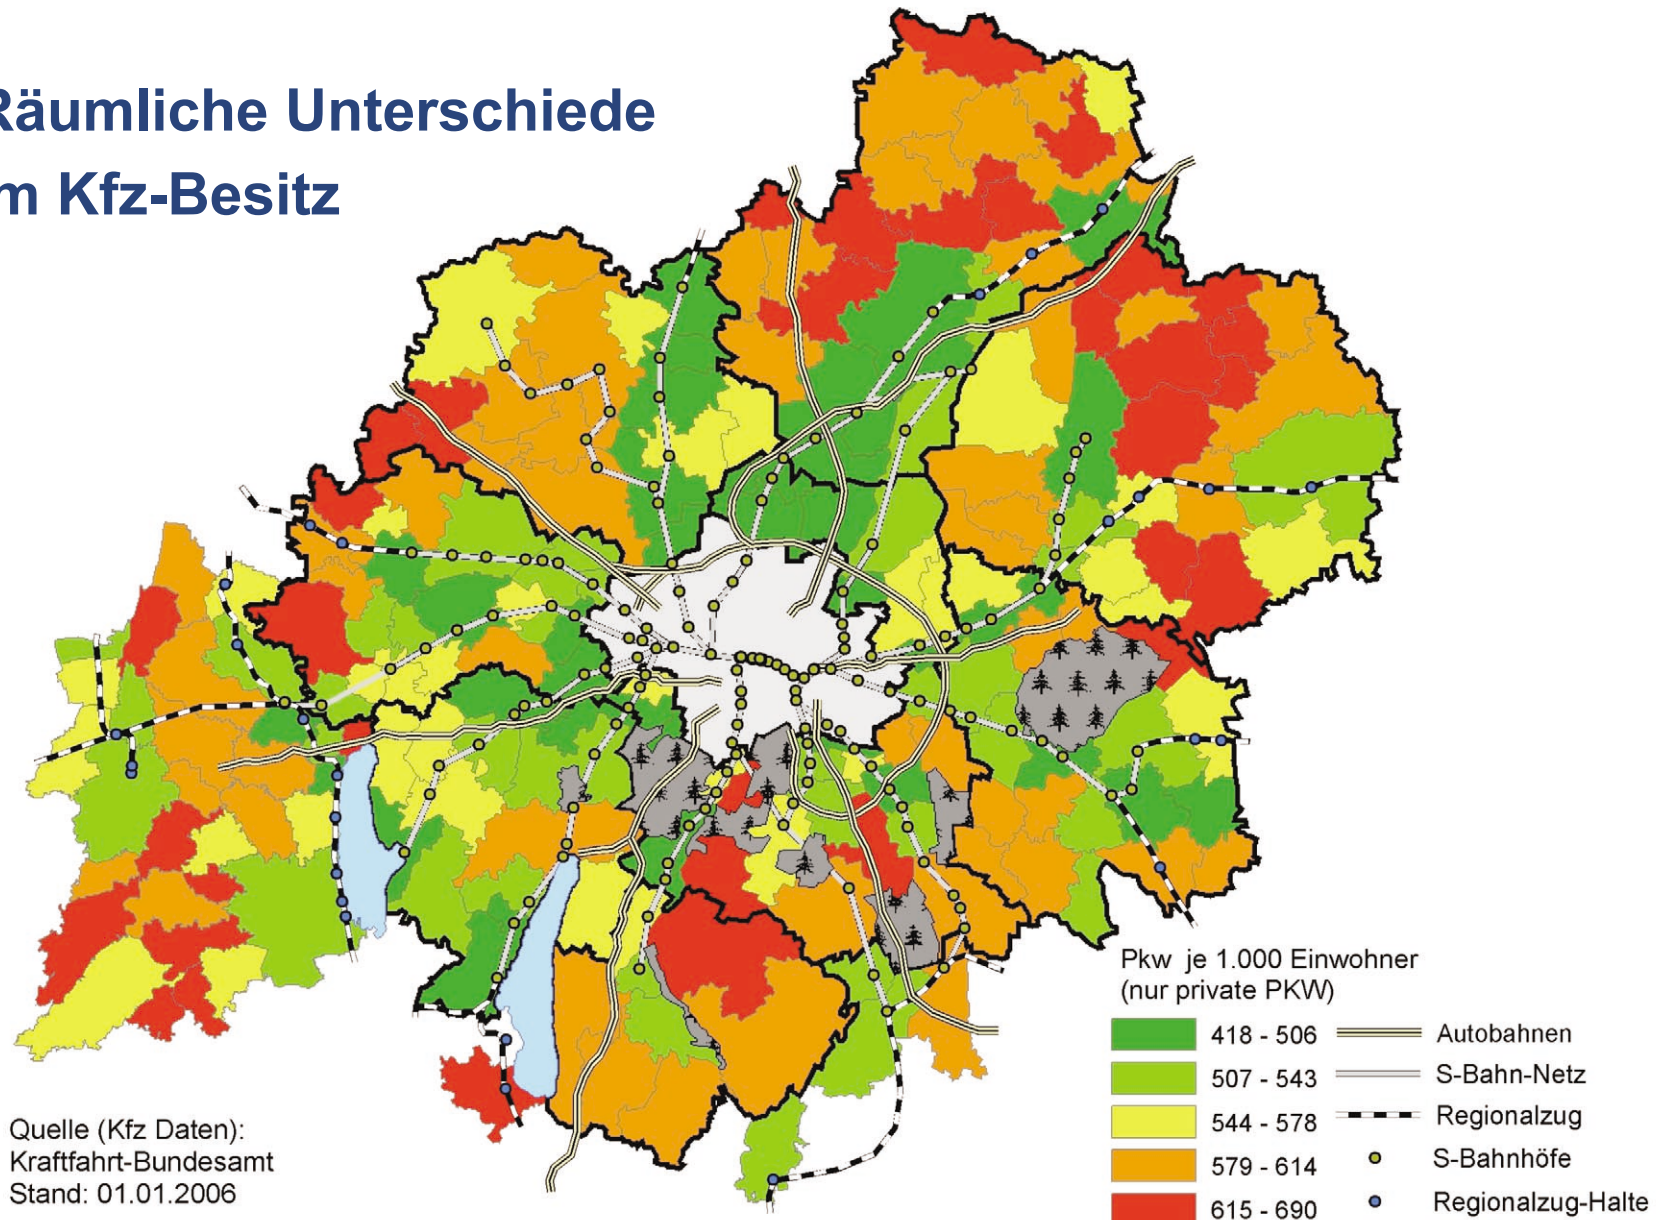 Räumliche Unterschiede
m Kfz-Besitz
Pkw je 1.000 Einwohner
(nur private PKW)
418 - 506
507 - 543
544 - 578
579 - 614
615 - 690
Autobahnen
S-Bahn-Netz
Regionalzug
S-Bahnhöfe
Regionalzug-Halte
Quelle (Kfz Daten):
Kraftfahrt-Bundesamt
Stand: 01.01.2006